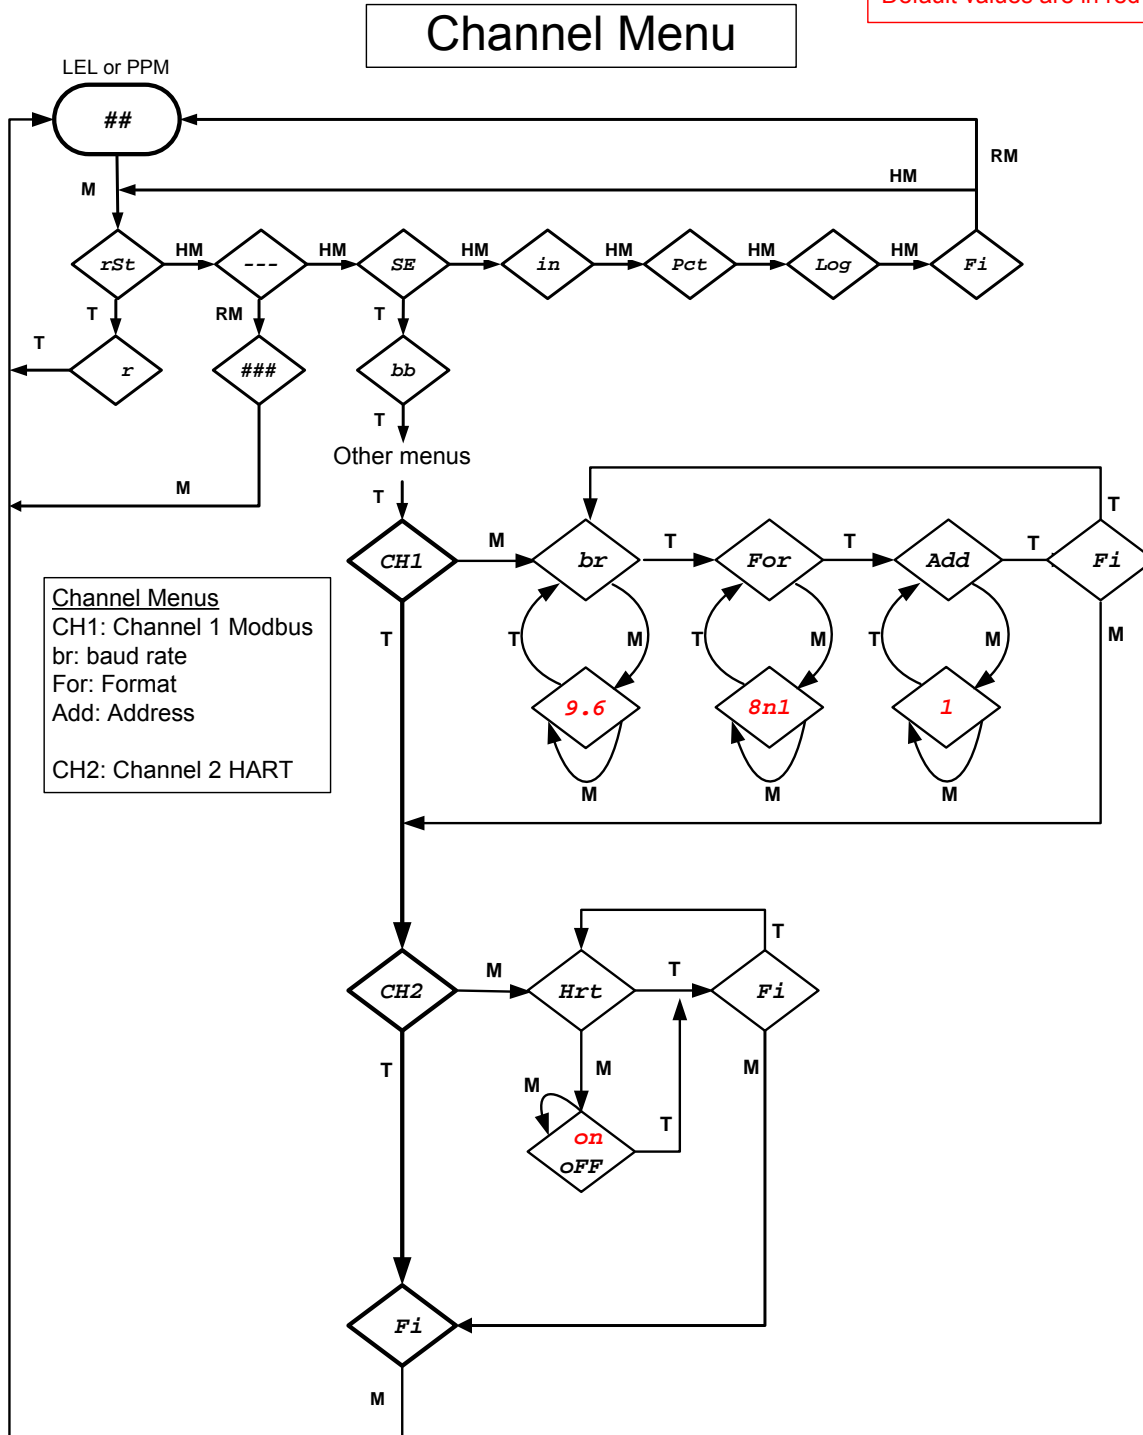 Default values are in red
Channel Menu
LEL or PPM
##
RM
M
HM
rSt
HM
---
HM
SE
HM
in
HM
Pct
HM
Log
HM
Fi
T
RM
T
T
r
###
bb
T
Other menus
M
T
T
CH1
M
br
T
For
T
Add
T
Fi
Channel Menus
CH1: Channel 1 Modbus
br: baud rate
For: Format
Add: Address
CH2: Channel 2 HART
T
T
M
T
M
T
M
M
9.6
8n1
1
M
M
M
T
CH2
M
Hrt
T
Fi
T
M
M
M
T
on
oFF
Fi
M